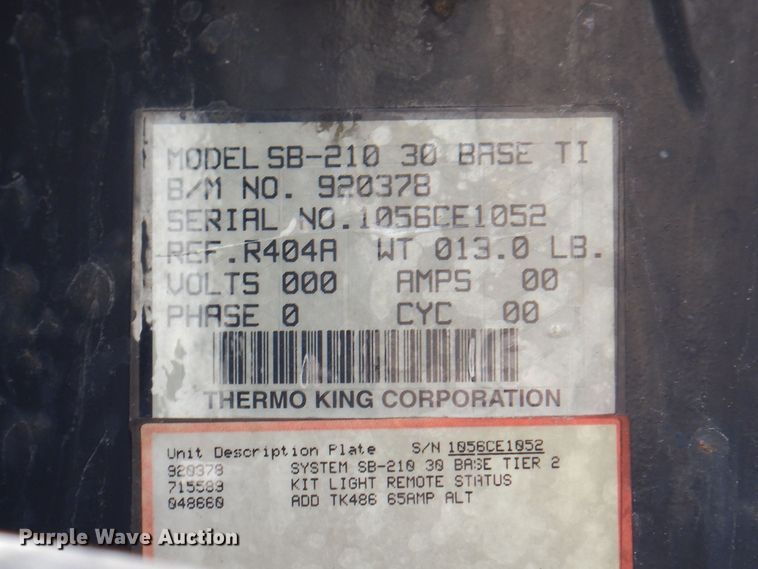 MODEL SB-210 30 BASE TI
B/M NO. 920378
SERIAL NO. 1056CE1052
REF. R404A WT 013.0 LB.
VOLTS 000 AMPS 00
PHASE 0 CYC 00
THERMO KING CORPORATION
Unit Description Plate S/N 1056CE1052
920378 SYSTEM SB-210 30 BASE TIER 2
715583 KIT LIGHT REMOTE STATUS
048660 ADD TK486 65AMP ALT
Purple Wave Auction